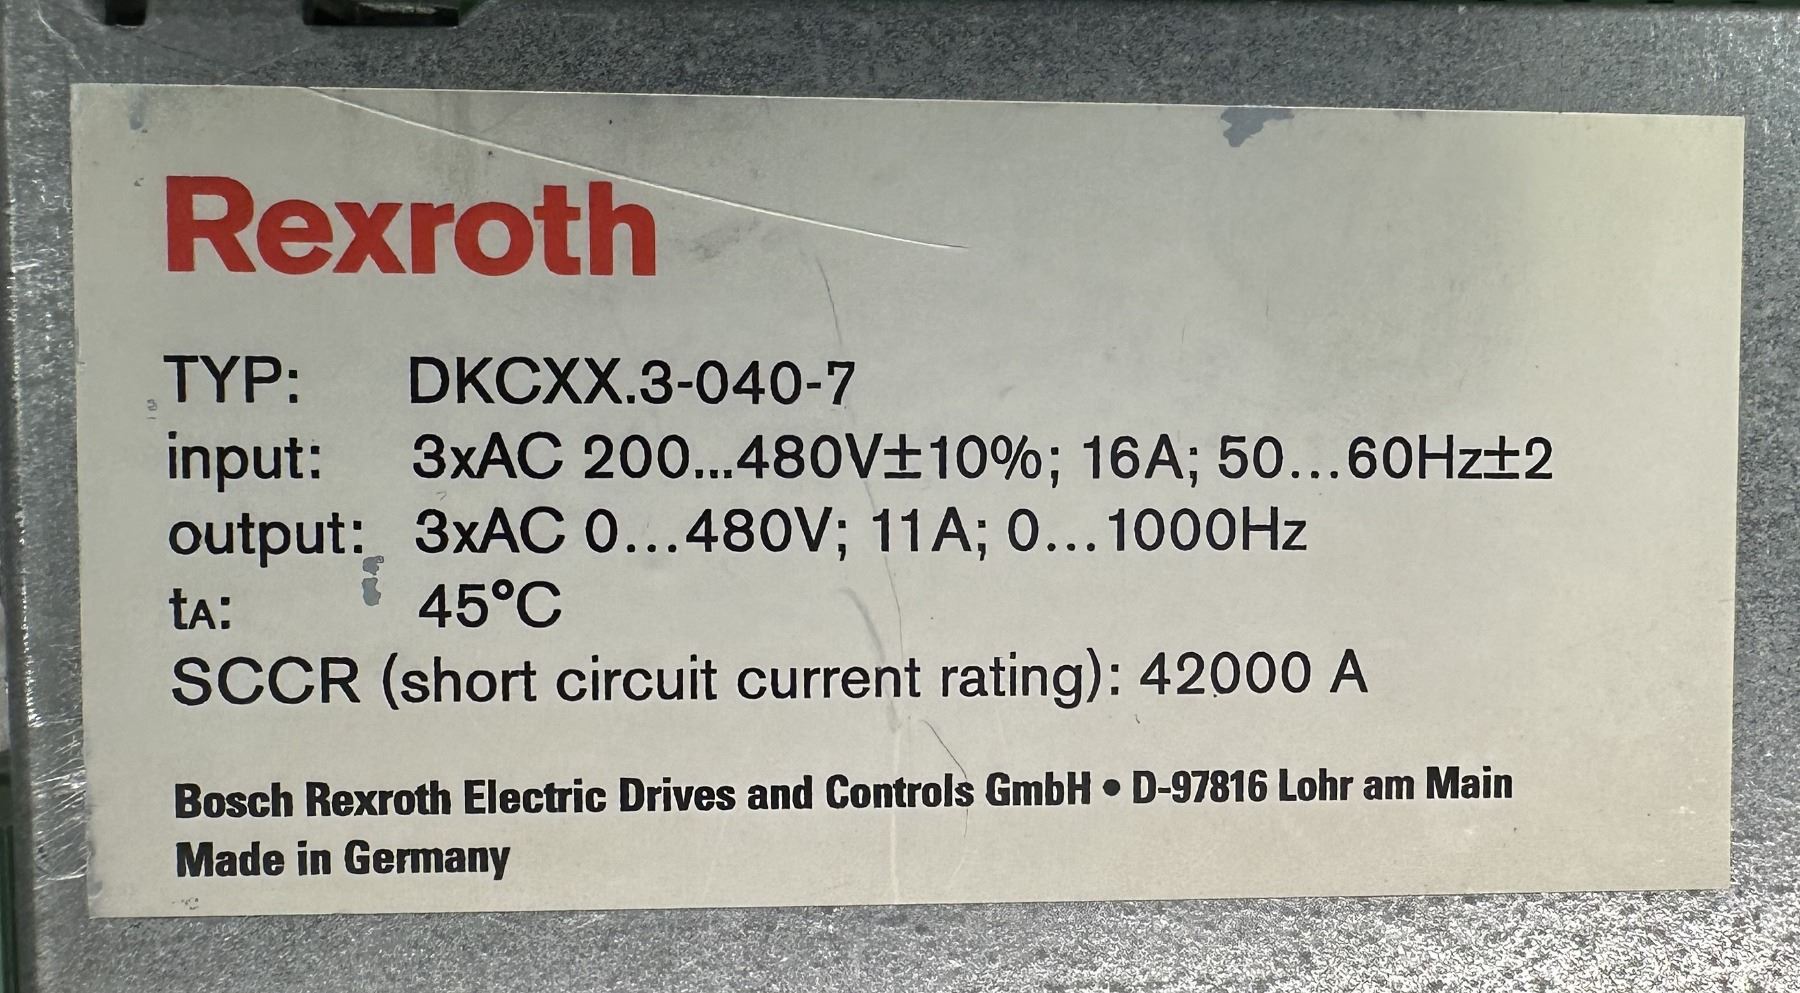 Rexroth
TYP: DKCXX.3-040-7
input: 3xAC 200...480V±10%; 16A; 50...60Hz±2
output: 3xAC 0...480V; 11A; 0...1000Hz
tA: 45°C
SCCR (short circuit current rating): 42000 A
Bosch Rexroth Electric Drives and Controls GmbH • D-97816 Lohr am Main
Made in Germany